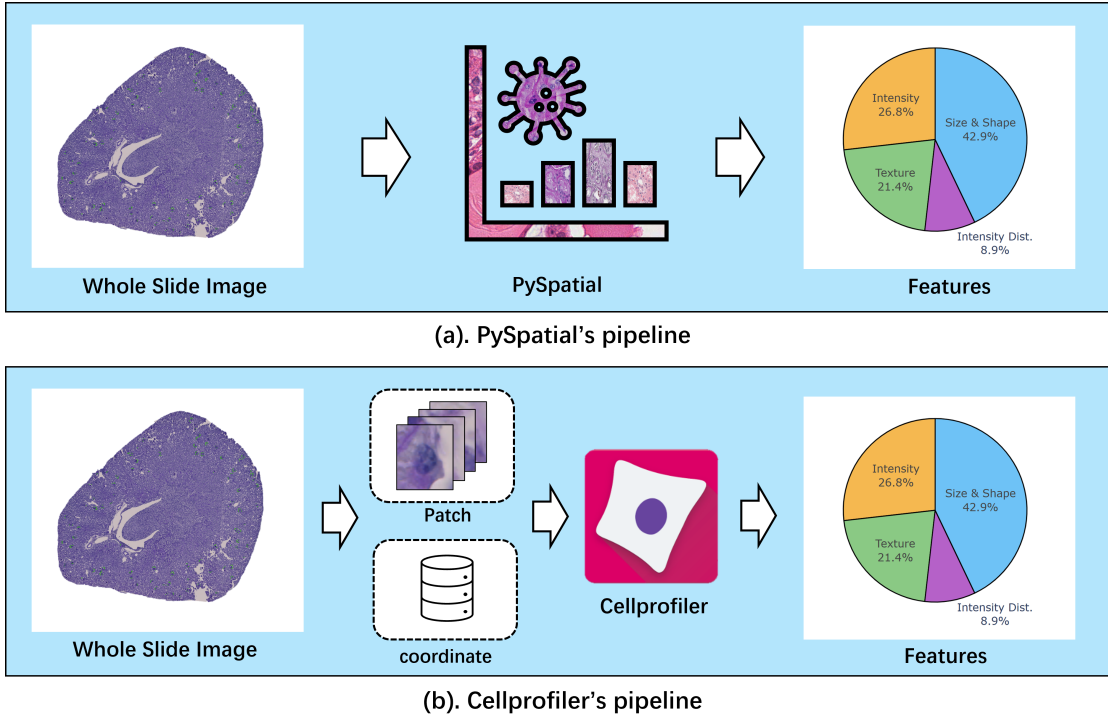 Intensity
26.8%
Size & Shape
42.9%
Texture
21.4%
Intensity Dist.
8.9%
Whole Slide Image
PySpatial
Features
(a). PySpatial's pipeline
Patch
coordinate
Cellprofiler
Intensity
26.8%
Size & Shape
42.9%
Texture
21.4%
Intensity Dist.
8.9%
Whole Slide Image
Features
(b). Cellprofiler's pipeline